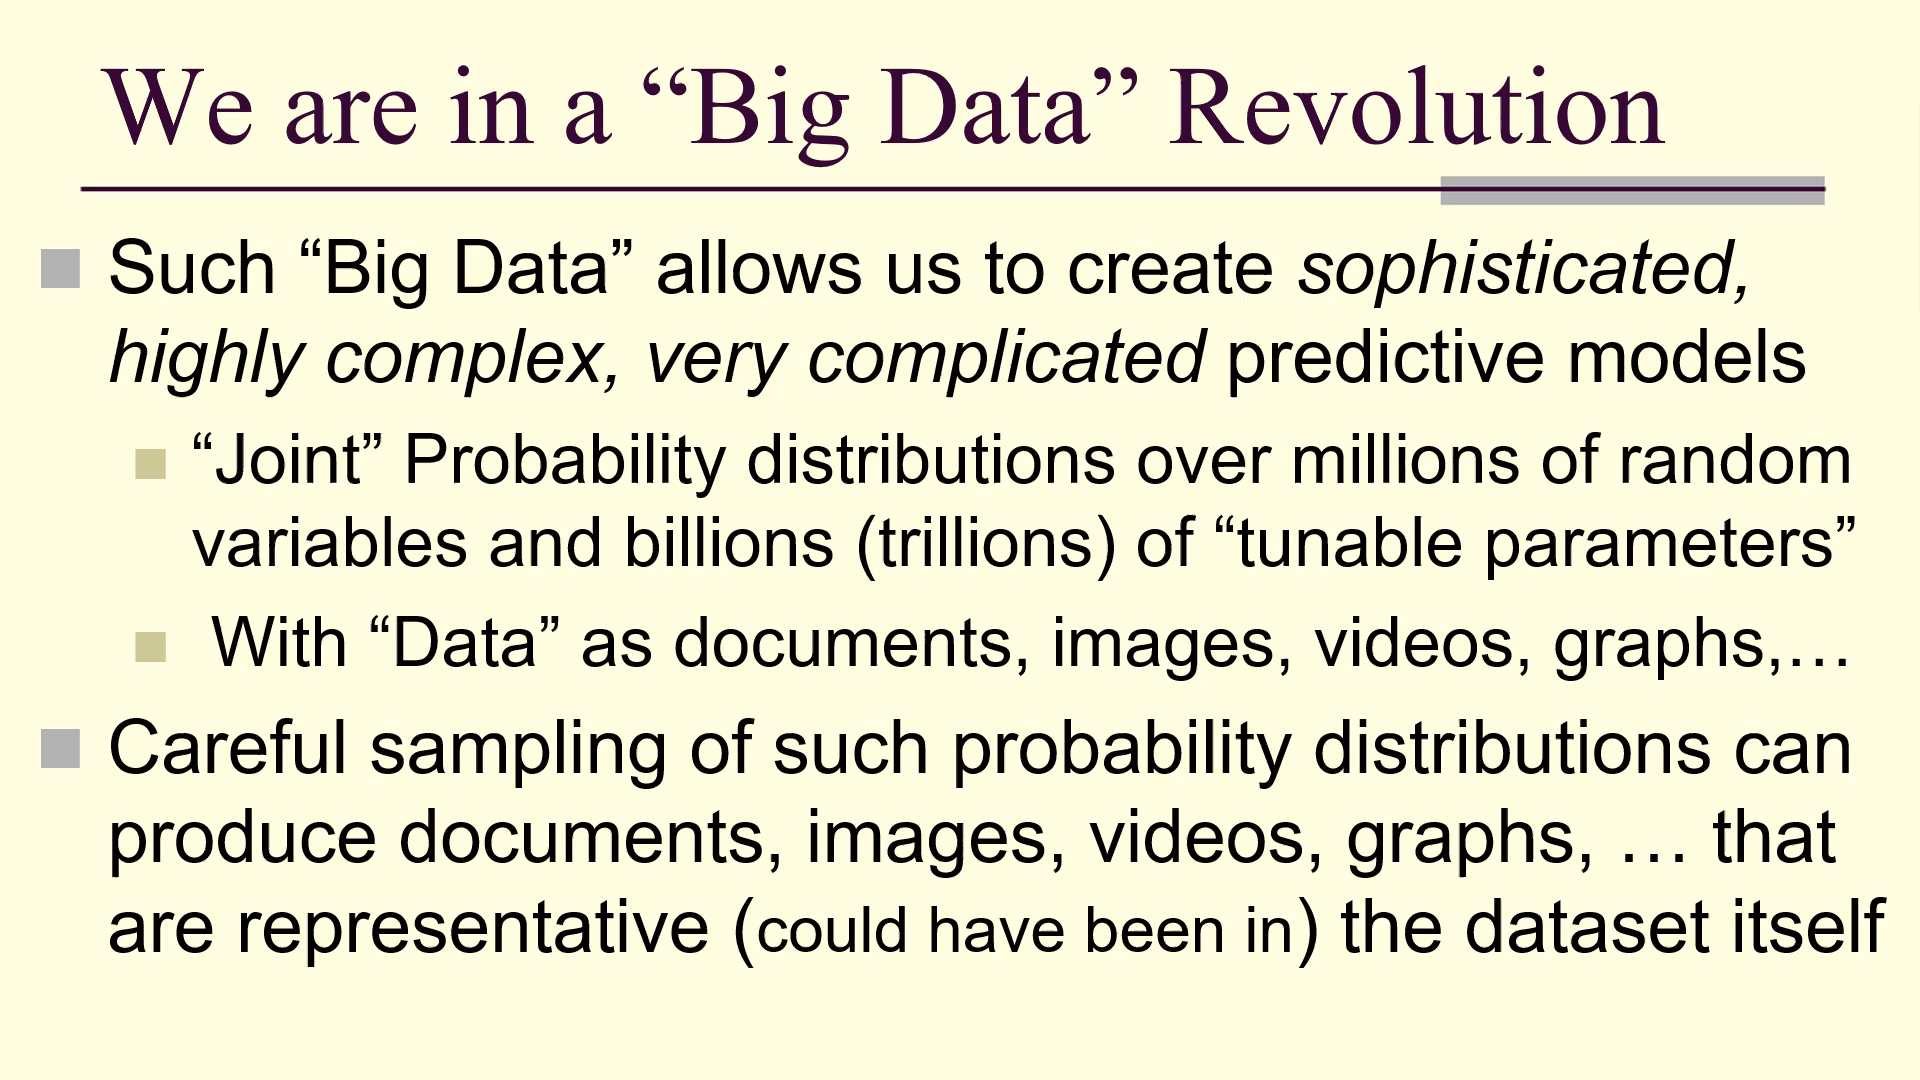 We are in a “Big Data” Revolution
Such “Big Data” allows us to create sophisticated,
highly complex, very complicated predictive models
“Joint” Probability distributions over millions of random
variables and billions (trillions) of “tunable parameters”
With “Data” as documents, images, videos, graphs,…
Careful sampling of such probability distributions can
produce documents, images, videos, graphs, … that
are representative (could have been in) the dataset itself